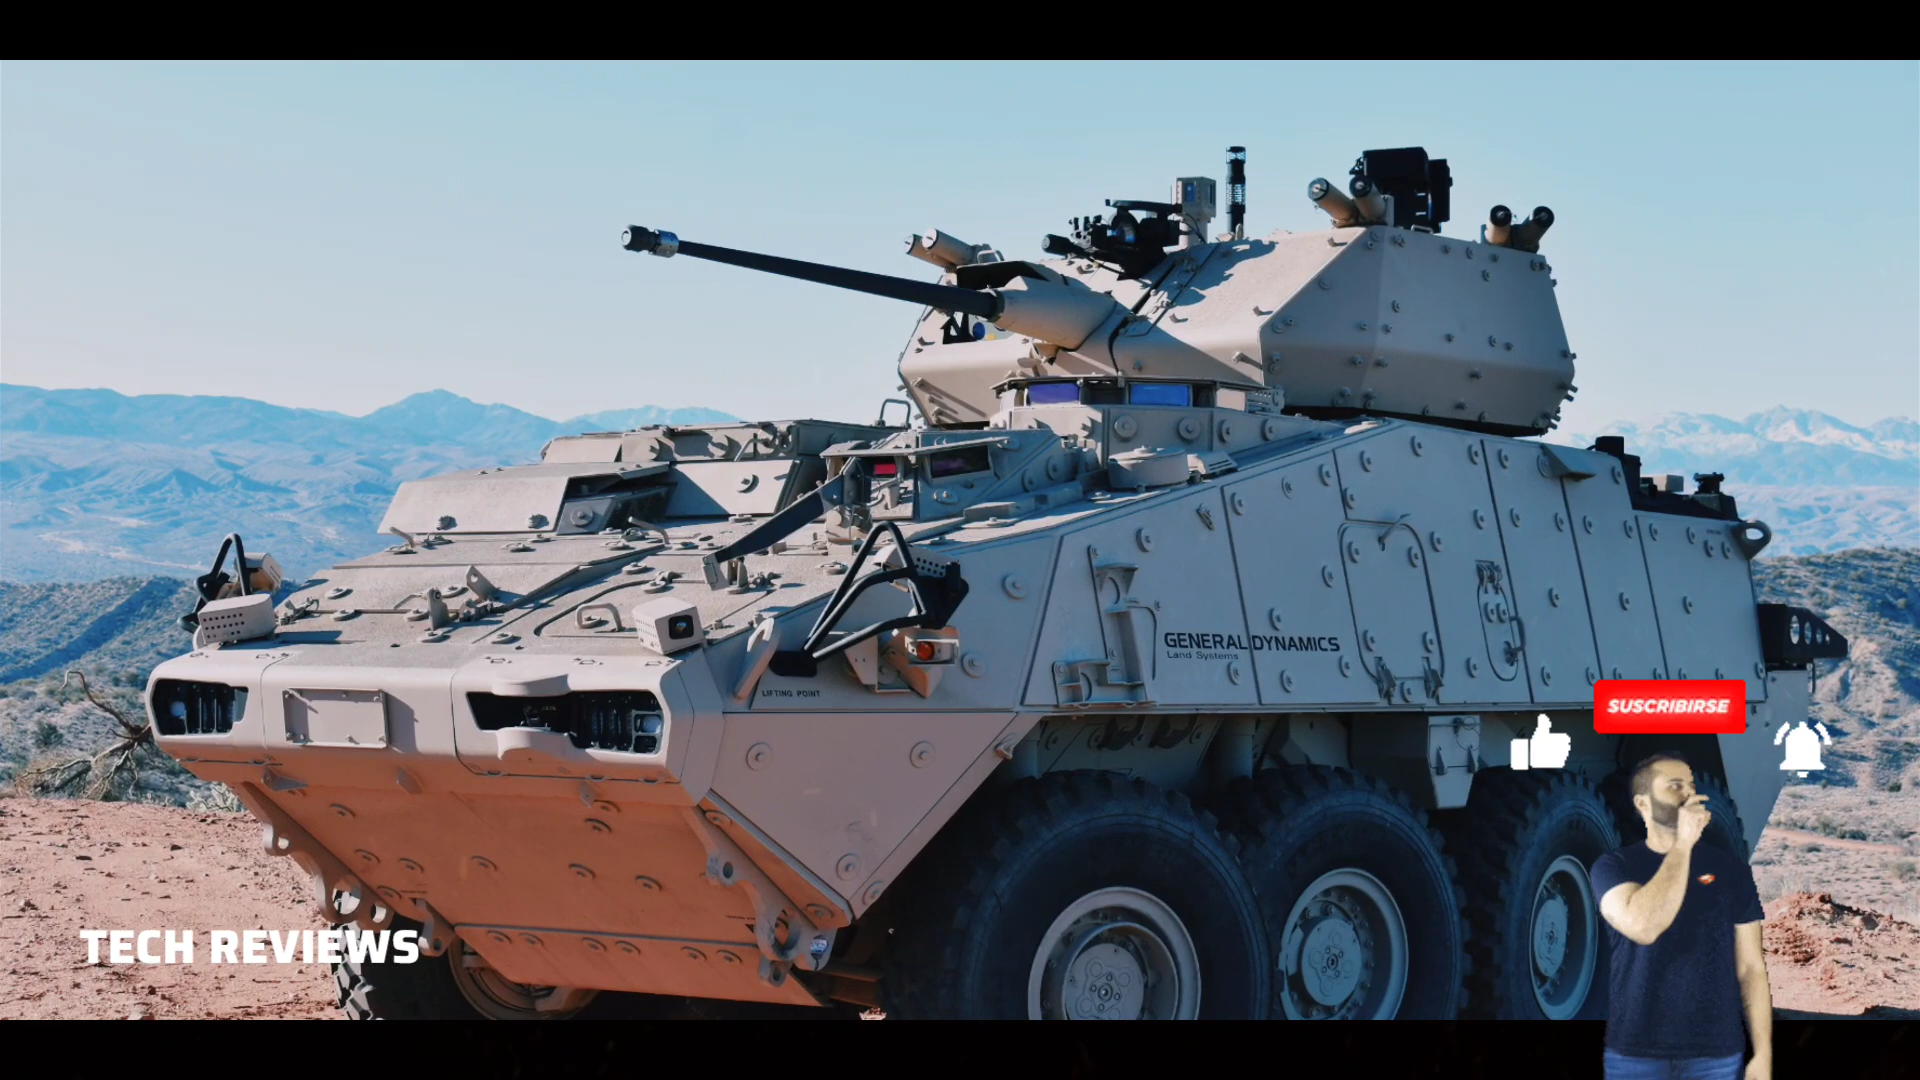 GENERAL DYNAMICS
Land Systems
LIFTING POINT
SUSCRIBIRSE
TECH REVIEWS